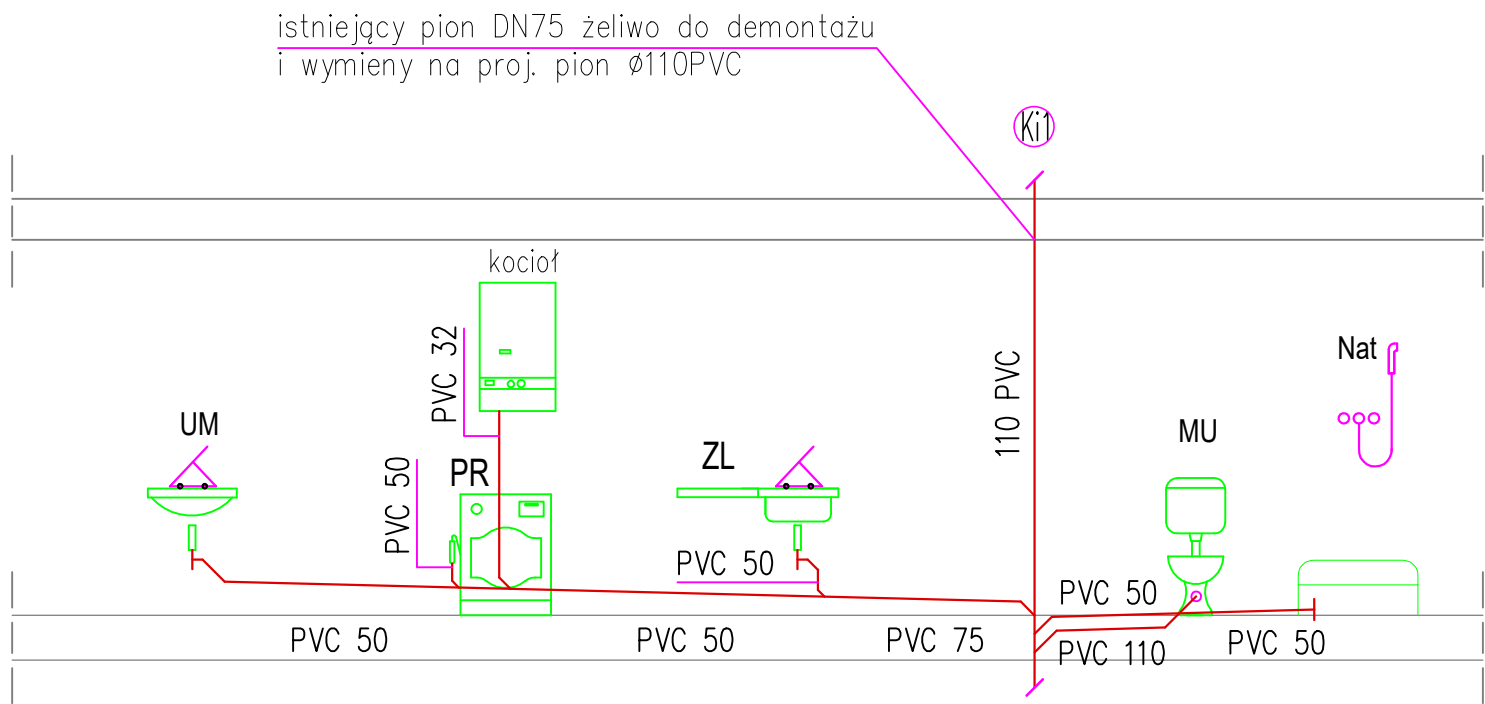 istniejący pion DN75 żeliwo do demontażu
i wymieny na proj. pion Ø110PVC
Ki1
kocioł
PVC 32
110 PVC
Nat
UM
MU
PVC 50
PR
ZL
PVC 50
PVC 50
PVC 50
PVC 50
PVC 75
PVC 110
PVC 50